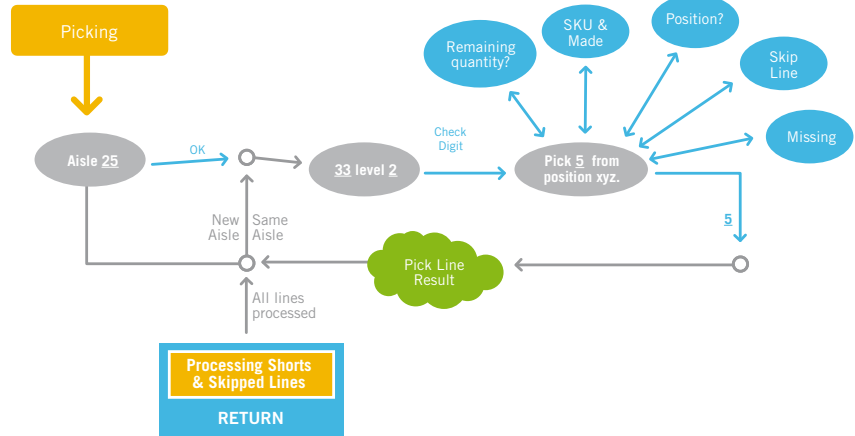 Picking
Remaining
quantity?
SKU &
Made
Position?
Skip
Line
Missing
Aisle 25
OK
33 level 2
Check
Digit
Pick 5 from
position xyz.
5
New
Aisle
Same
Aisle
Pick Line
Result
All lines
processed
Processing Shorts
& Skipped Lines
RETURN